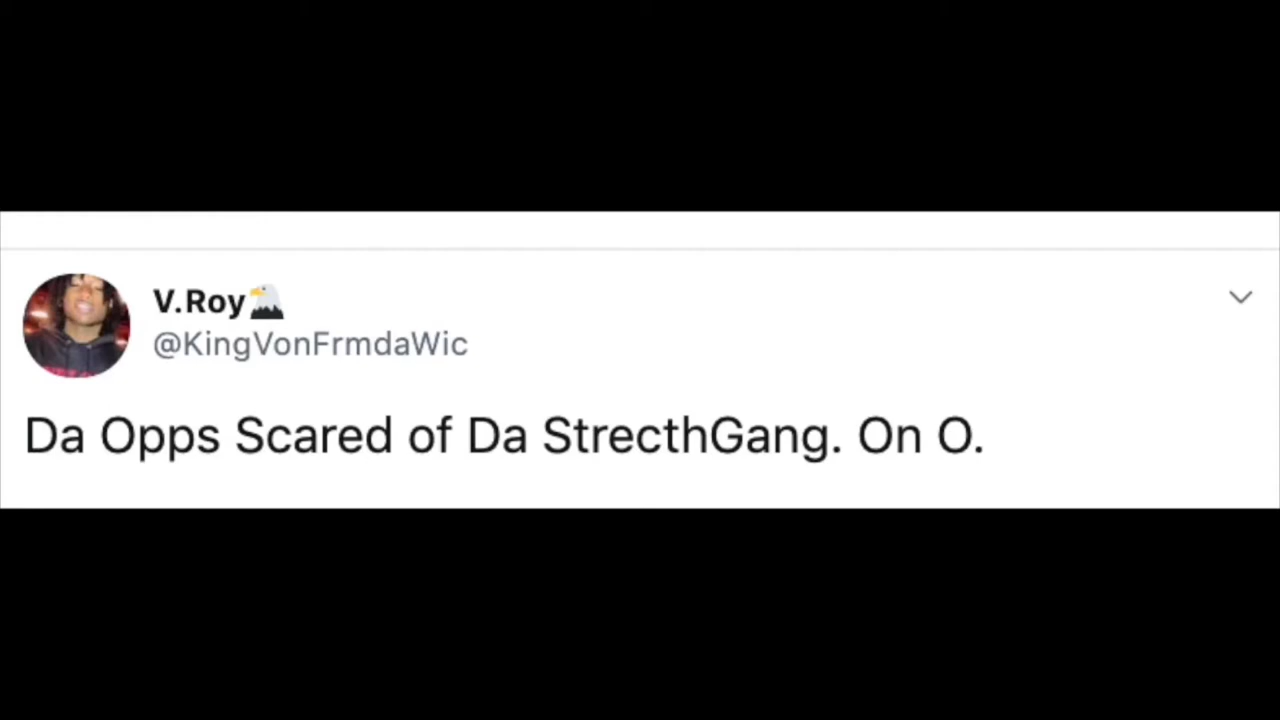 V.Roy🦅
@KingVonFrmdaWic
Da Opps Scared of Da StrecthGang. On O.